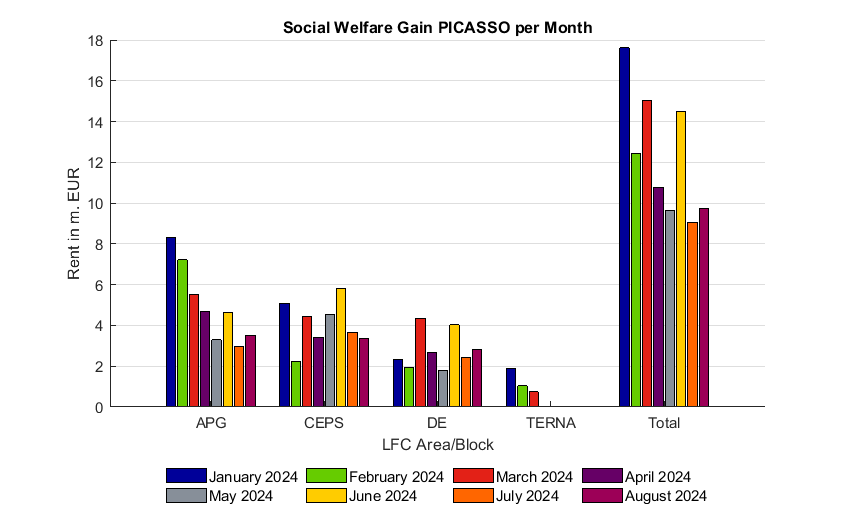 Social Welfare Gain PICASSO per Month
18
16
14
12
10
8
6
4
2
0
Rent in m. EUR
APG CEPS DE TERNA Total
LFC Area/Block
January 2024 February 2024 March 2024 April 2024
May 2024 June 2024 July 2024 August 2024